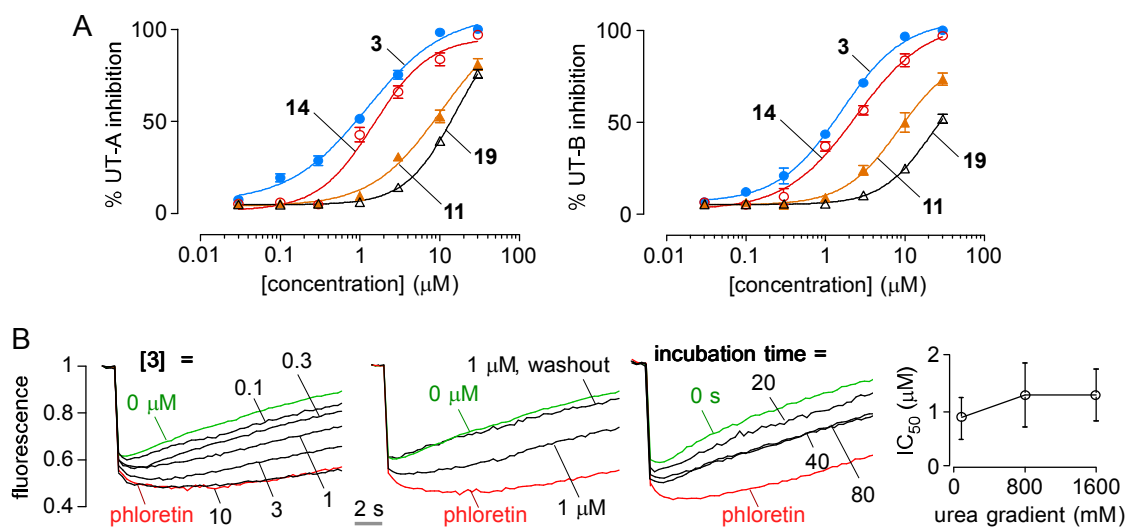 A
% UT-A inhibition
100
50
0
3
14
19
11
0.01 0.1 1 10 100
[concentration] (μM)
% UT-B inhibition
100
50
0
3
14
19
11
0.01 0.1 1 10 100
[concentration] (μM)
B
fluorescence
1
0.8
0.6
0.4
[3] =
0 μM
0.1
0.3
1
3
10
phloretin
2 s
1 μM, washout
0 μM
1 μM
phloretin
incubation time =
0 s
20
40
80
phloretin
IC50 (μM)
2
1
0
0 800 1600
urea gradient (mM)